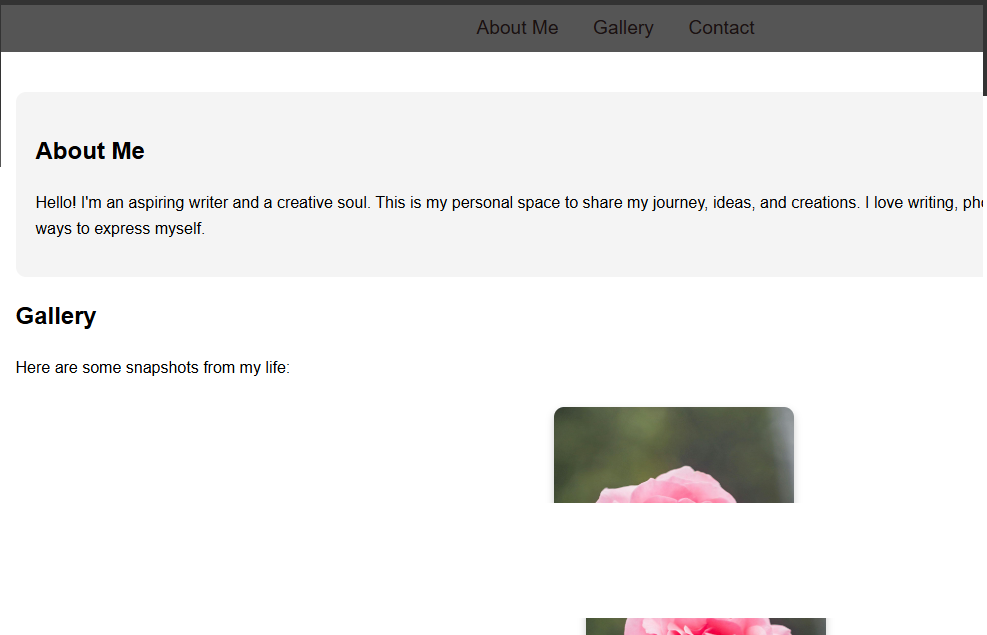 About Me Gallery Contact
About Me
Hello! I'm an aspiring writer and a creative soul. This is my personal space to share my journey, ideas, and creations. I love writing,
ways to express myself.
Gallery
Here are some snapshots from my life: